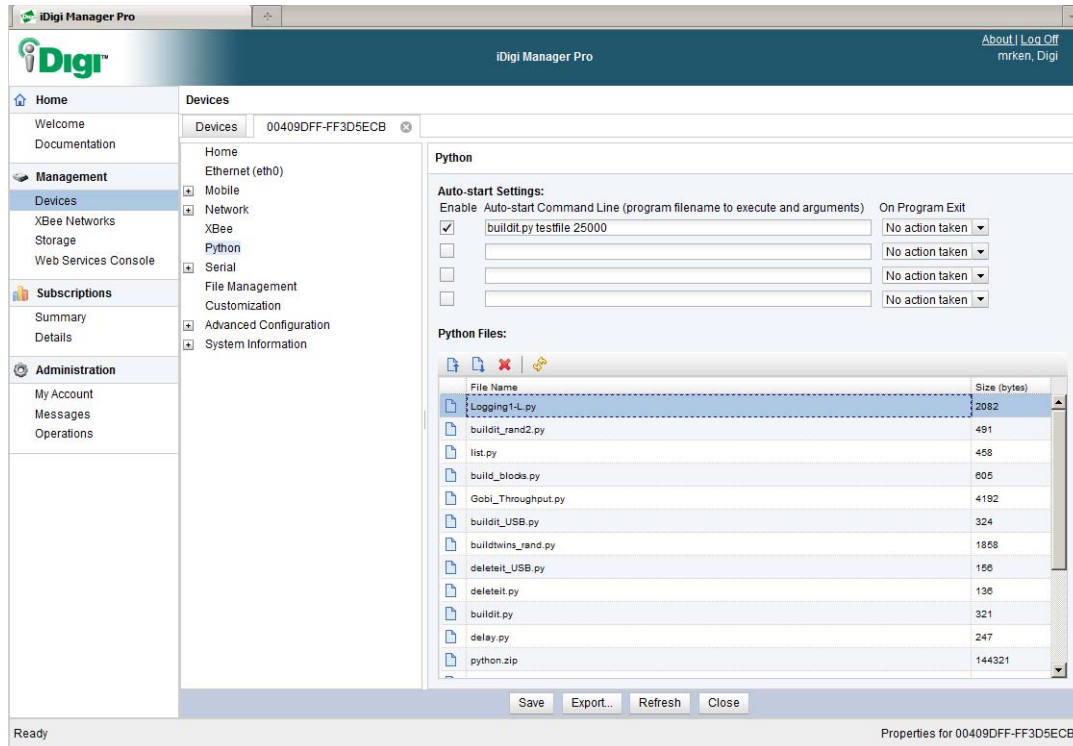 iDigi Manager Pro
iDigi™
iDigi Manager Pro
About | Log Off
mrken, Digi
Home
Welcome
Documentation
Management
Devices
XBee Networks
Storage
Web Services Console
Subscriptions
Summary
Details
Administration
My Account
Messages
Operations
Devices
Devices
00409DFF-FF3D5ECB
Home
Ethernet (eth0)
Mobile
Network
XBee
Python
Serial
File Management
Customization
Advanced Configuration
System Information
Python
Auto-start Settings:
Enable Auto-start Command Line (program filename to execute and arguments) On Program Exit
buildit.py testfile 25000 No action taken
No action taken
No action taken
No action taken
Python Files:
File Name Size (bytes)
Logging1-L.py 2082
buildit_rand2.py 491
list.py 458
build_blocks.py 605
Gobi_Throughput.py 4192
buildit_USB.py 324
buildtwins_rand.py 1858
deleteit_USB.py 156
deleteit.py 136
buildit.py 321
delay.py 247
python.zip 144321
Save Export... Refresh Close
Ready
Properties for 00409DFF-FF3D5ECB